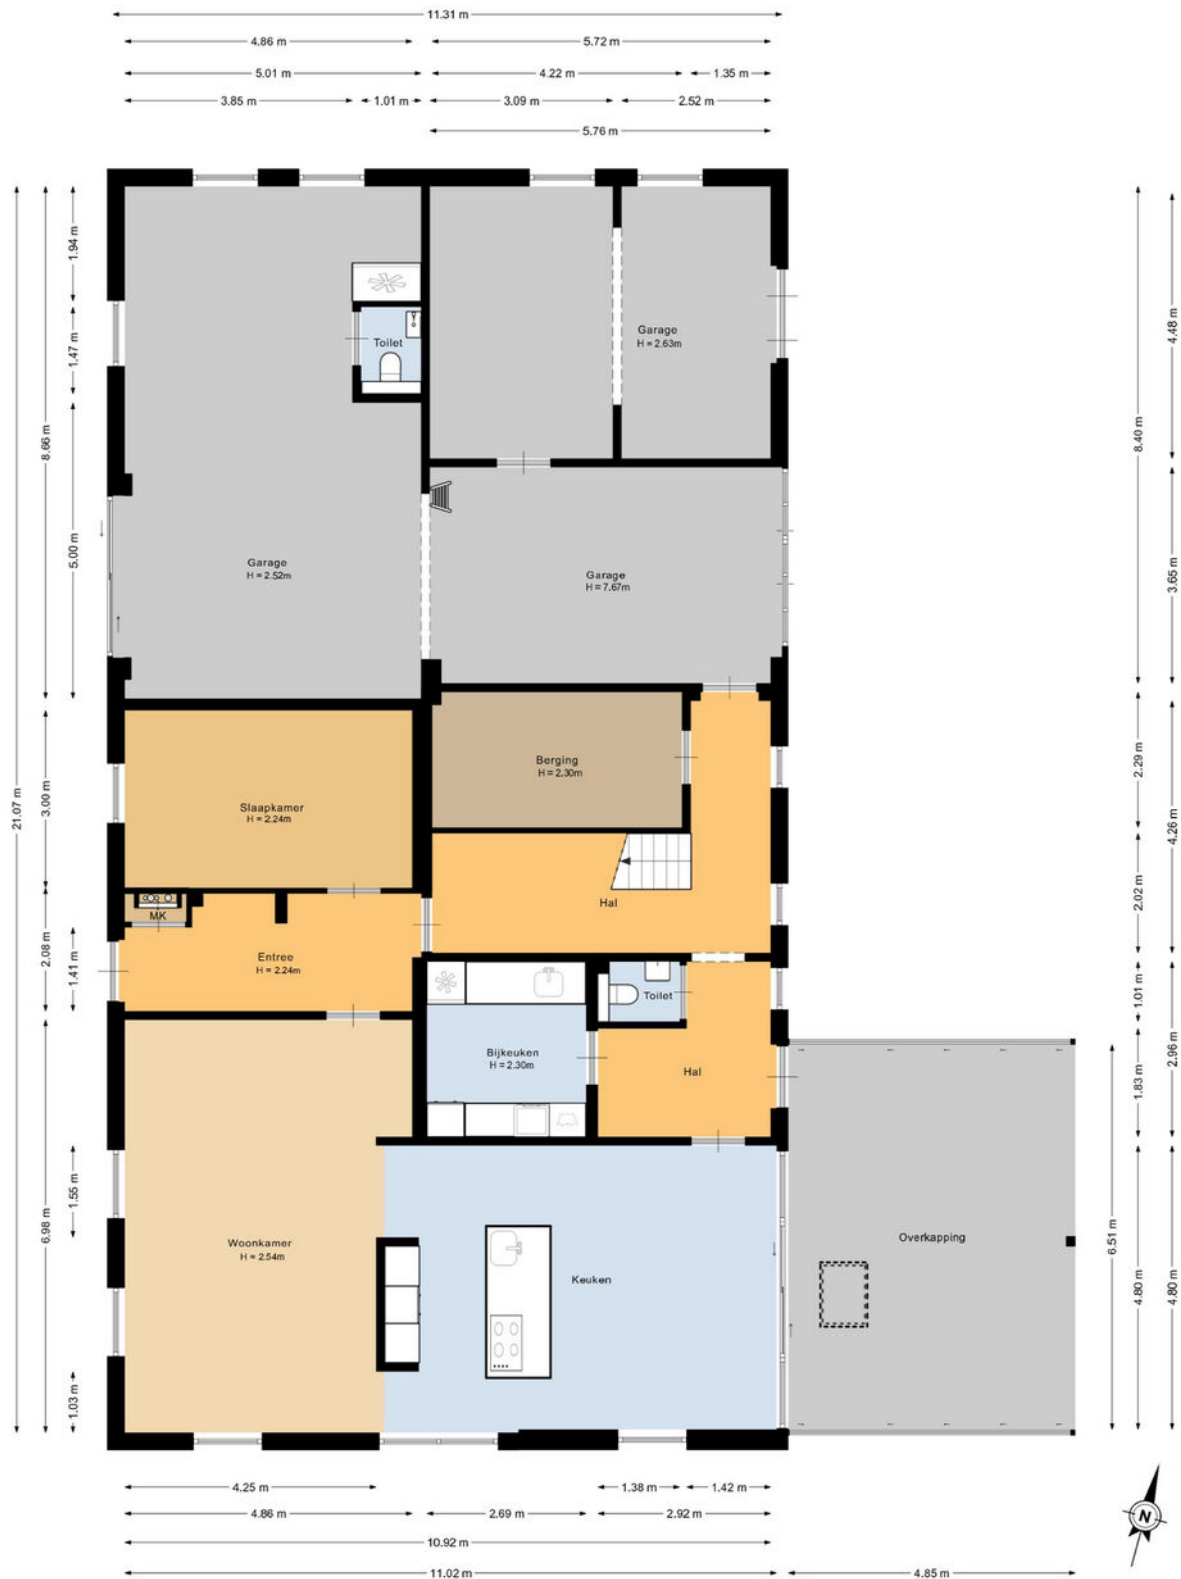 11.31 m
4.86 m
5.72 m
5.01 m
4.22 m
1.35 m
3.85 m
1.01 m
3.09 m
2.52 m
5.76 m
1.94 m
1.47 m
8.66 m
5.00 m
21.07 m
3.00 m
2.08 m
1.41 m
6.98 m
1.55 m
1.03 m
Toilet
Garage
H = 2.63m
Garage
H = 2.52m
Garage
H = 7.67m
Berging
H = 2.30m
Slaapkamer
H = 2.24m
MK
Hal
Entree
H = 2.24m
Toilet
Bijkeuken
H = 2.30m
Hal
Woonkamer
H = 2.54m
Keuken
Overkapping
4.48 m
8.40 m
3.65 m
2.29 m
4.26 m
2.02 m
1.01 m
2.96 m
1.83 m
6.51 m
4.80 m
4.80 m
4.25 m
1.38 m
1.42 m
4.86 m
2.69 m
2.92 m
10.92 m
11.02 m
4.85 m
N